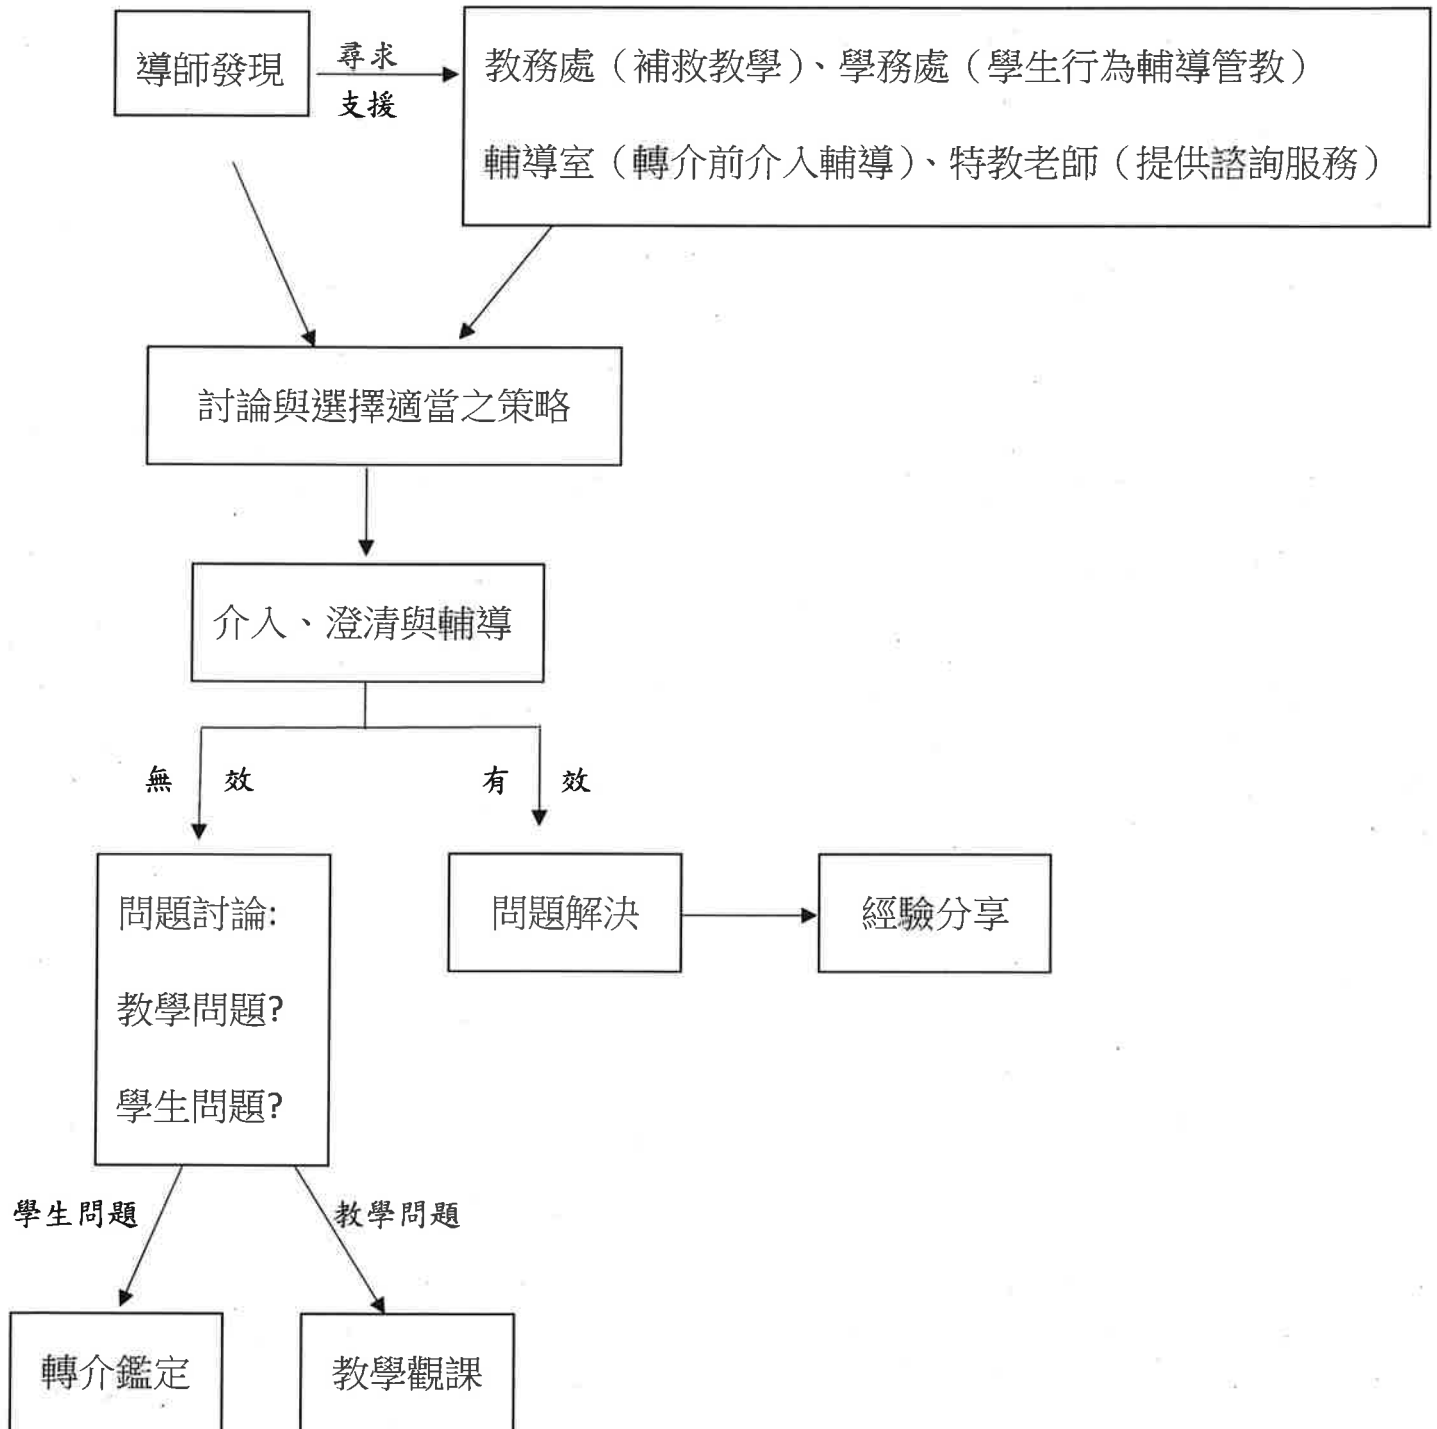 導師發現
尋求
支援
教務處（補救教學）、學務處（學生行為輔導管教）
輔導室（轉介前介入輔導）、特教老師（提供諮詢服務）
討論與選擇適當之策略
介入、澄清與輔導
無 效
有 效
問題討論:
教學問題?
學生問題?
問題解決
經驗分享
學生問題
教學問題
轉介鑑定
教學觀課